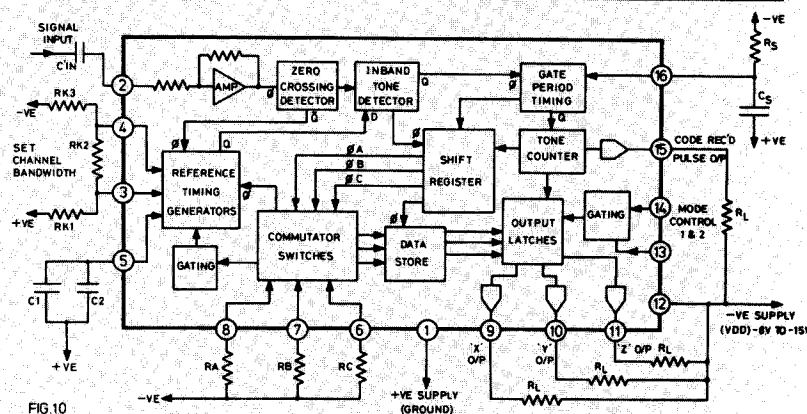 SIGNAL
INPUT
C'IN
2
AMP
ZERO
CROSSING
DETECTOR
Ø
Q
INBAND
TONE
DETECTOR
D
Q
Ø
GATE
PERIOD
TIMING
Q
16
-VE
RS
CS
+VE
RK3
-VE
4
SET
CHANNEL
BANDWIDTH
RK2
3
+VE
RK1
5
C1
C2
+VE
Ø
Q
REFERENCE
TIMING
GENERATORS
Ø
GATING
ØA
ØB
ØC
COMMUTATOR
SWITCHES
Ø
SHIFT
REGISTER
Ø
DATA
STORE
TONE
COUNTER
OUTPUT
LATCHES
GATING
15
CODE REC'D
PULSE O/P
RL
14
MODE
CONTROL
1 & 2
13
12
-VE SUPPLY
(VDD)-8V TO-15V
8
7
6
1
9
10
11
RA
RB
RC
-VE
+VE SUPPLY
(GROUND)
'X'
O/P
'Y'
O/P
'Z' O/P
RL
RL
RL
FIG.10